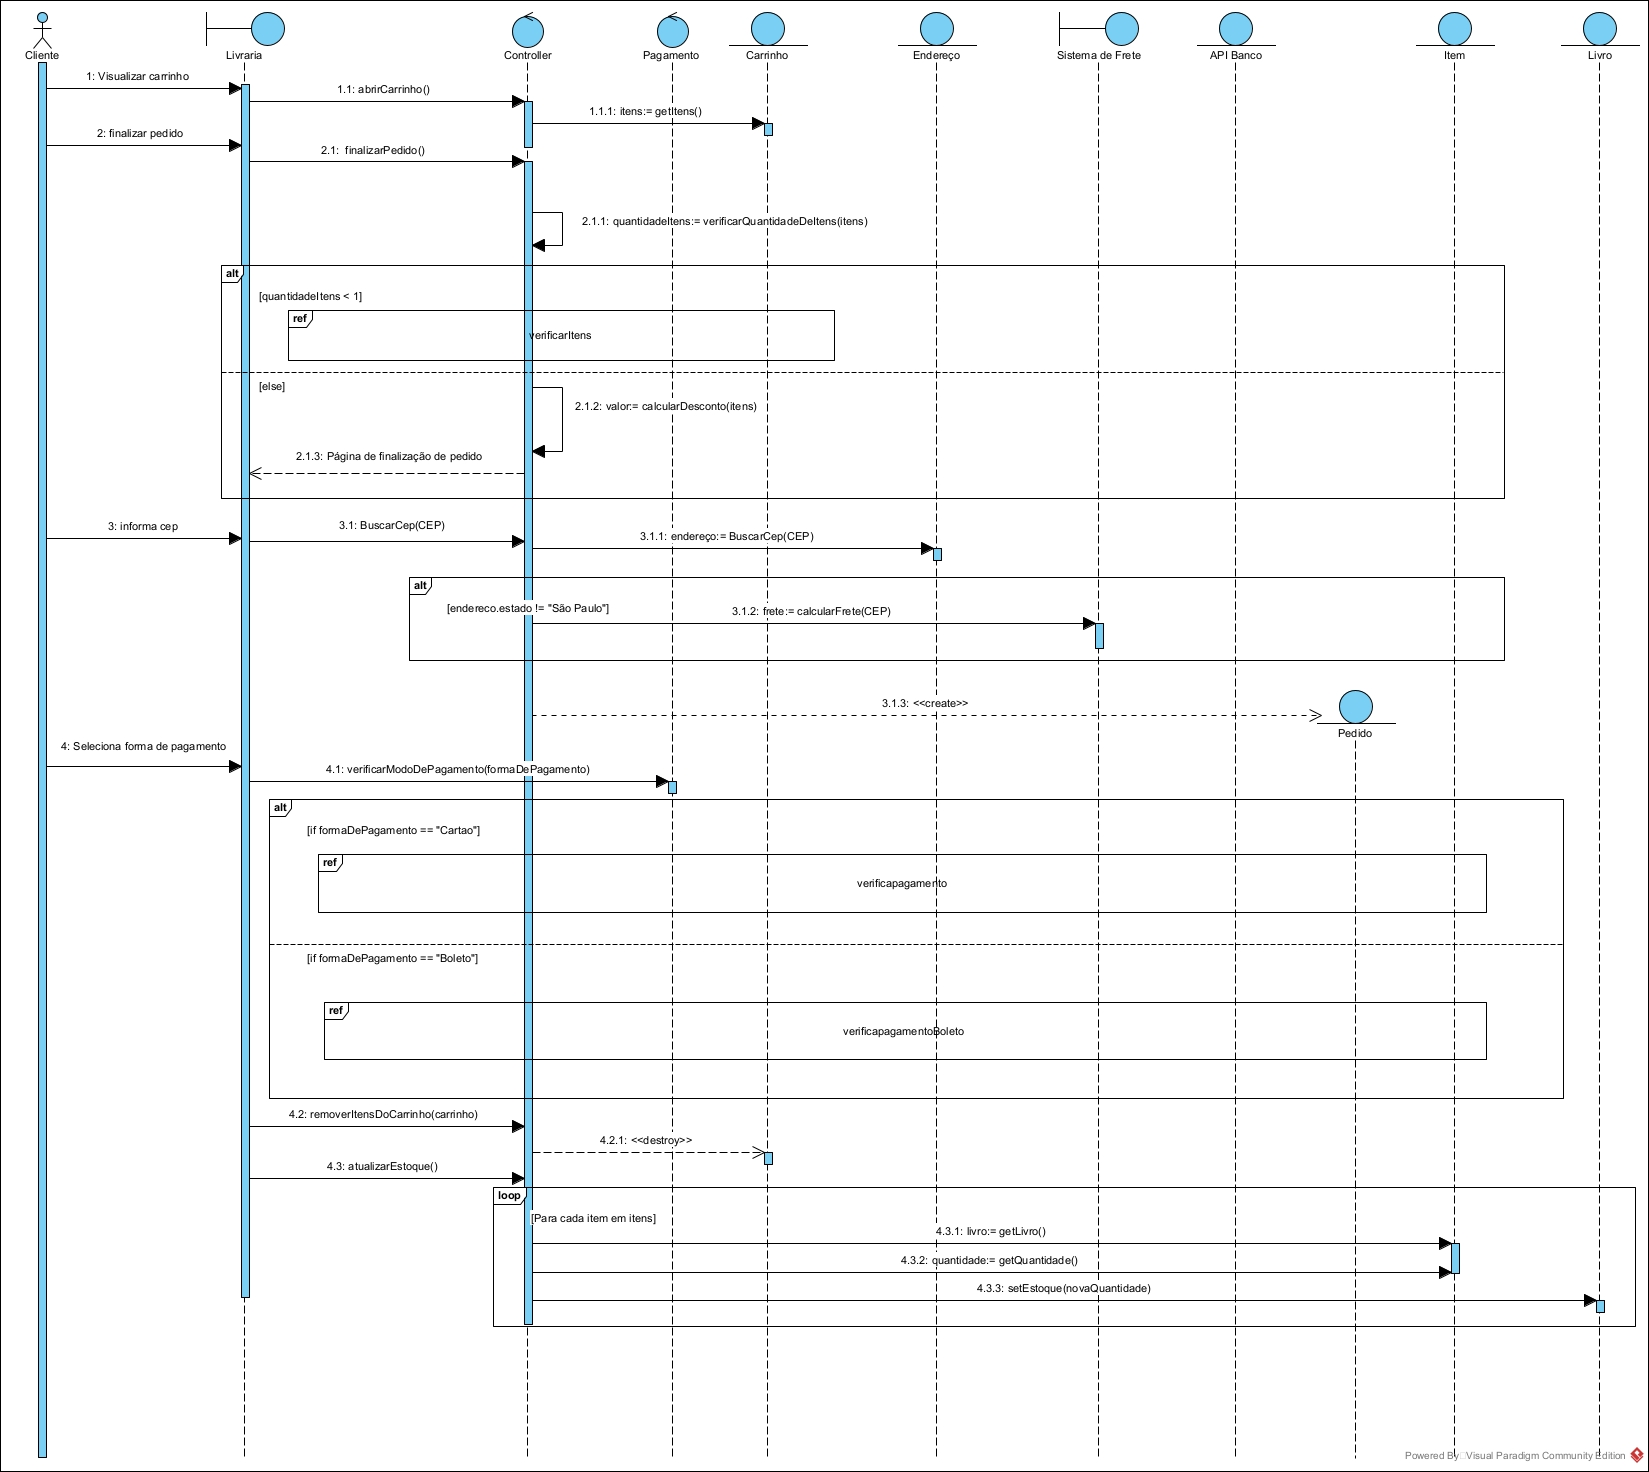 Cliente
Livraria
Controller
Pagamento
Carrinho
Endereço
Sistema de Frete
API Banco
Item
Livro
1: Visualizar carrinho
1.1: abrirCarrinho()
1.1.1: itens:= getItens()
2: finalizar pedido
2.1:  finalizarPedido()
2.1.1: quantidadeItens:= verificarQuantidadeDeItens(itens)
alt
[quantidadeItens < 1]
ref
verificarItens
[else]
2.1.2: valor:= calcularDesconto(itens)
2.1.3: Página de finalização de pedido
3: informa cep
3.1: BuscarCep(CEP)
3.1.1: endereço:= BuscarCep(CEP)
alt
[endereco.estado != "São Paulo"]
3.1.2: frete:= calcularFrete(CEP)
3.1.3: <<create>>
Pedido
4: Seleciona forma de pagamento
4.1: verificarModoDePagamento(formaDePagamento)
alt
[if formaDePagamento == "Cartao"]
ref
verificapagamento
[if formaDePagamento == "Boleto"]
ref
verificapagamentoBoleto
4.2: removerItensDoCarrinho(carrinho)
4.2.1: <<destroy>>
4.3: atualizarEstoque()
loop
[Para cada item em itens]
4.3.1: livro:= getLivro()
4.3.2: quantidade:= getQuantidade()
4.3.3: setEstoque(novaQuantidade)
Powered By Visual Paradigm Community Edition